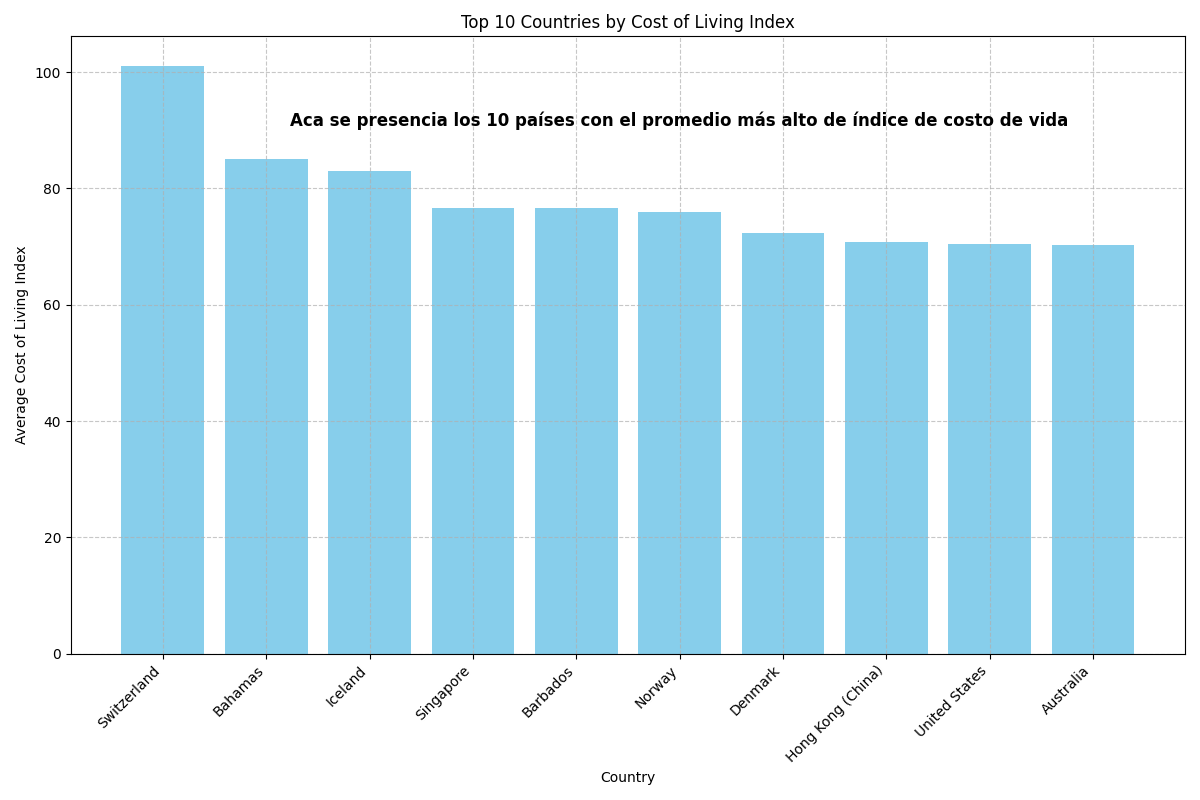 Top 10 Countries by Cost of Living Index
Aca se presencia los 10 países con el promedio más alto de índice de costo de vida
Average Cost of Living Index
100
80
60
40
20
0
Switzerland
Bahamas
Iceland
Singapore
Barbados
Norway
Denmark
Hong Kong (China)
United States
Australia
Country